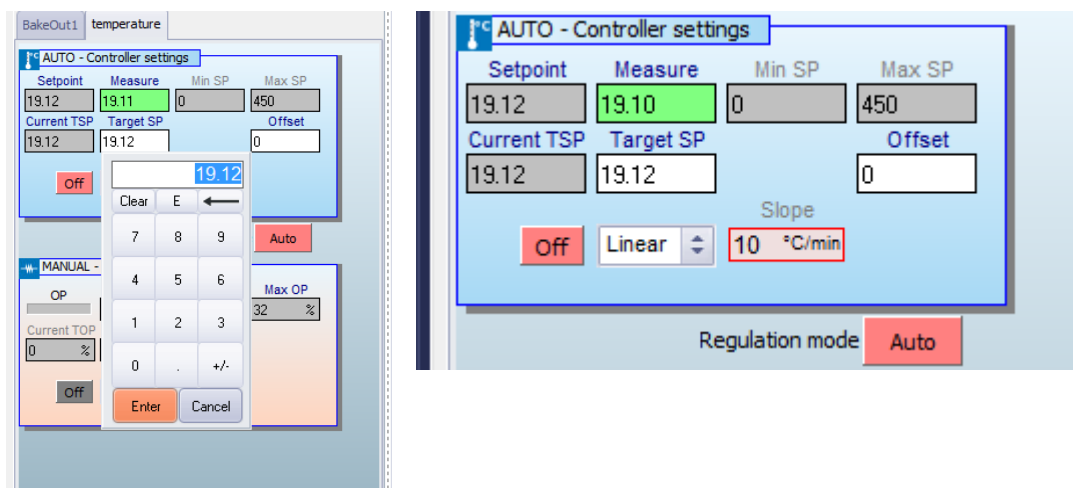 BakeOut1 temperature
°C AUTO - Controller settings
Setpoint Measure Min SP Max SP
19.12 19.11 0 450
Current TSP Target SP Offset
19.12 19.12 0
19.12
Off
Clear E ←
7 8 9
Auto
MANUAL -
4 5 6
OP Max OP
32 %
Current TOP
1 2 3
0 %
0 . +/-
Off
Enter Cancel
°C AUTO - Controller settings
Setpoint Measure Min SP Max SP
19.12 19.10 0 450
Current TSP Target SP Offset
19.12 19.12 0
Slope
Off Linear 10 °C/min
Regulation mode Auto